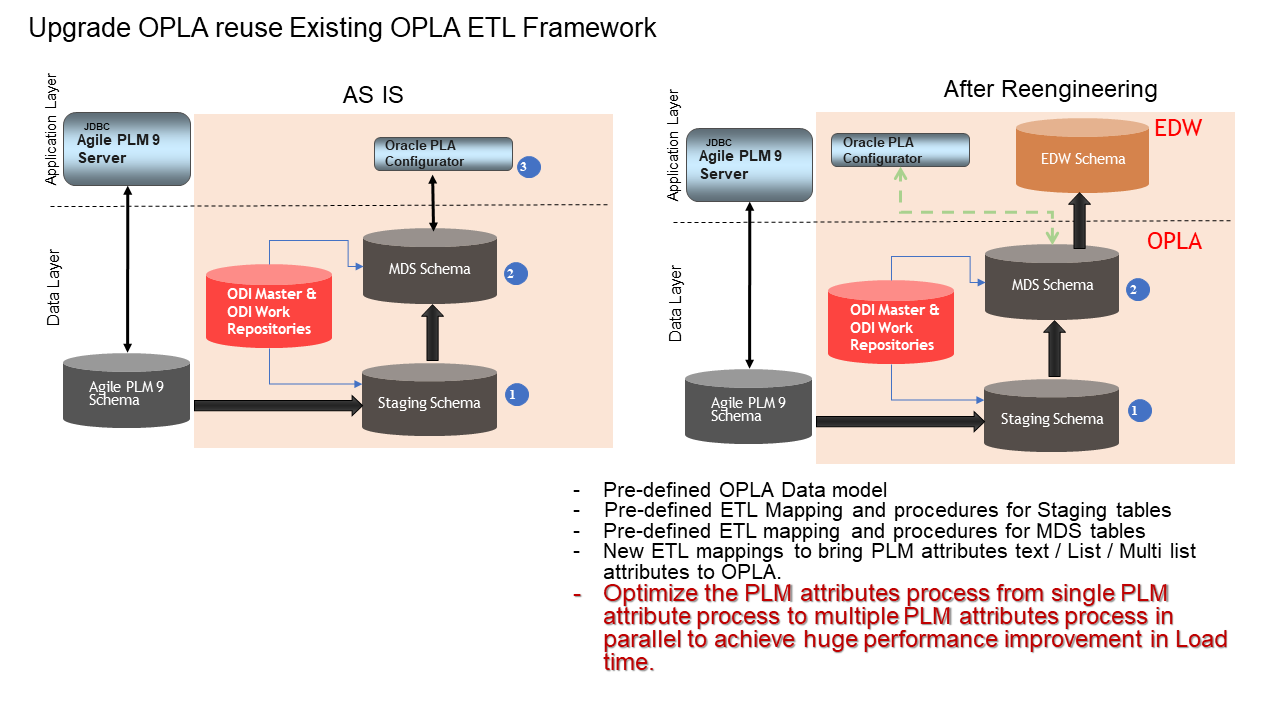 Upgrade OPLA reuse Existing OPLA ETL Framework
AS IS
Application Layer
JDBC
Agile PLM 9
Server
Oracle PLA
Configurator
3
Data Layer
MDS Schema
2
ODI Master &
ODI Work
Repositories
Agile PLM 9
Schema
Staging Schema
1
After Reengineering
Application Layer
JDBC
Agile PLM 9
Server
Oracle PLA
Configurator
EDW Schema
EDW
OPLA
Data Layer
MDS Schema
2
ODI Master &
ODI Work
Repositories
Agile PLM 9
Schema
Staging Schema
1
- Pre-defined OPLA Data model
- Pre-defined ETL Mapping and procedures for Staging tables
- Pre-defined ETL mapping and procedures for MDS tables
- New ETL mappings to bring PLM attributes text / List / Multi list
attributes to OPLA.
- Optimize the PLM attributes process from single PLM
attribute process to multiple PLM attributes process in
parallel to achieve huge performance improvement in Load
time.